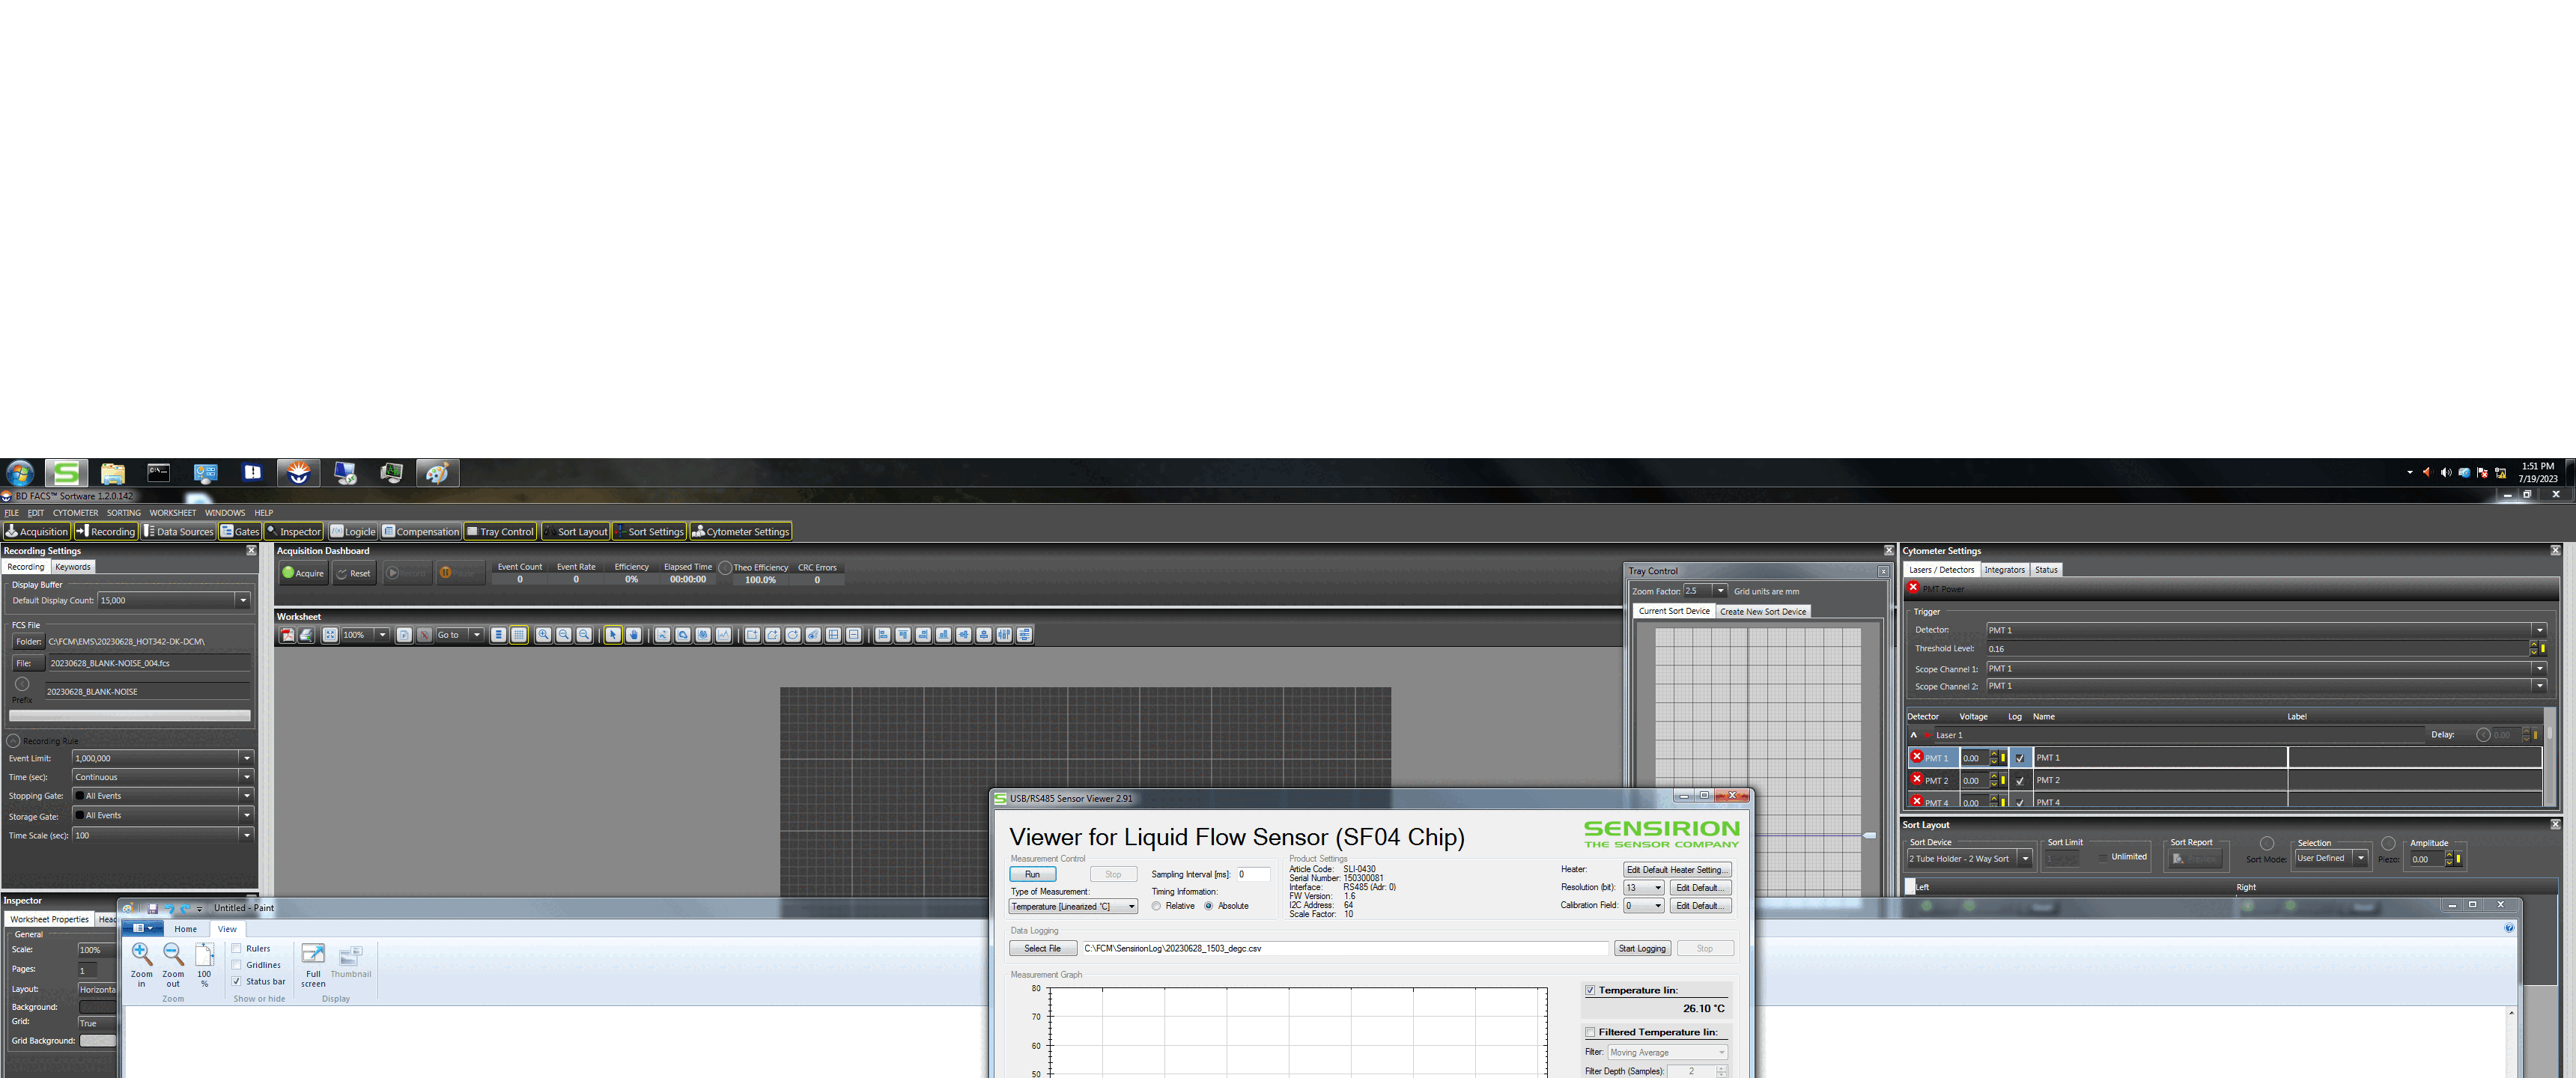 1:51 PM
7/19/2023
BD FACS™ Sortware 1.2.0.142
FILE EDIT CYTOMETER SORTING WORKSHEET WINDOWS HELP
Acquisition Recording Data Sources Gates Inspector Logicle Compensation Tray Control Sort Layout Sort Settings Cytometer Settings
Recording Settings
Recording Keywords
Display Buffer
Default Display Count: 15,000
FCS File
Folder: C:\FCM\EMS\20230628_HOT342-DK-DCM\
File: 20230628_BLANK-NOISE_004.fcs
20230628_BLANK-NOISE
Prefix
Recording Rule
Event Limit: 1,000,000
Time (sec): Continuous
Stopping Gate: All Events
Storage Gate: All Events
Time Scale (sec): 100
Acquisition Dashboard
Acquire Reset
Event Count Event Rate Efficiency Elapsed Time Theo Efficiency CRC Errors
0 0 0% 00:00:00 100.0% 0
Worksheet
100% Go to
Tray Control
Zoom Factor: 2.5 Grid units are mm
Current Sort Device Create New Sort Device
Cytometer Settings
Lasers / Detectors Integrators Status
PMT Power
Trigger
Detector: PMT 1
Threshold Level: 0.16
Scope Channel 1: PMT 1
Scope Channel 2: PMT 1
Detector Voltage Log Name Label
Laser 1 Delay: 0.00
PMT 1 0.00 PMT 1
PMT 2 0.00 PMT 2
PMT 4 0.00 PMT 4
Sort Layout
Sort Device Sort Limit Sort Report Selection Amplitude
2 Tube Holder - 2 Way Sort Unlimited Sort Mode: User Defined Piezo: 0.00
Left Right
USB/RS485 Sensor Viewer 2.91
Viewer for Liquid Flow Sensor (SF04 Chip)
SENSIRION
THE SENSOR COMPANY
Measurement Control
Run Stop Sampling Interval [ms]: 0
Type of Measurement: Timing Information:
Temperature [Linearized °C] Relative Absolute
Product Settings
Article Code: SLI-0430
Serial Number: 150300081
Interface: RS485 (Adr: 0)
FW Version: 1.6
I2C Address: 64
Scale Factor: 10
Heater: Edit Default Heater Setting...
Resolution (bit): 13 Edit Default...
Calibration Field: 0 Edit Default...
Data Logging
Select File C:\FCM\SensirionLog\20230628_1503_degc.csv Start Logging Stop
Measurement Graph
80
70
60
50
Temperature lin:
26.10 °C
Filtered Temperature lin:
Filter: Moving Average
Filter Depth (Samples): 2
Inspector
Worksheet Properties
General
Scale: 100%
Pages: 1
Layout:
Background:
Grid: True
Grid Background:
Untitled - Paint
Home View
Zoom in Zoom out 100 %
Zoom
Rulers
Gridlines
Status bar
Show or hide
Full screen Thumbnail
Display